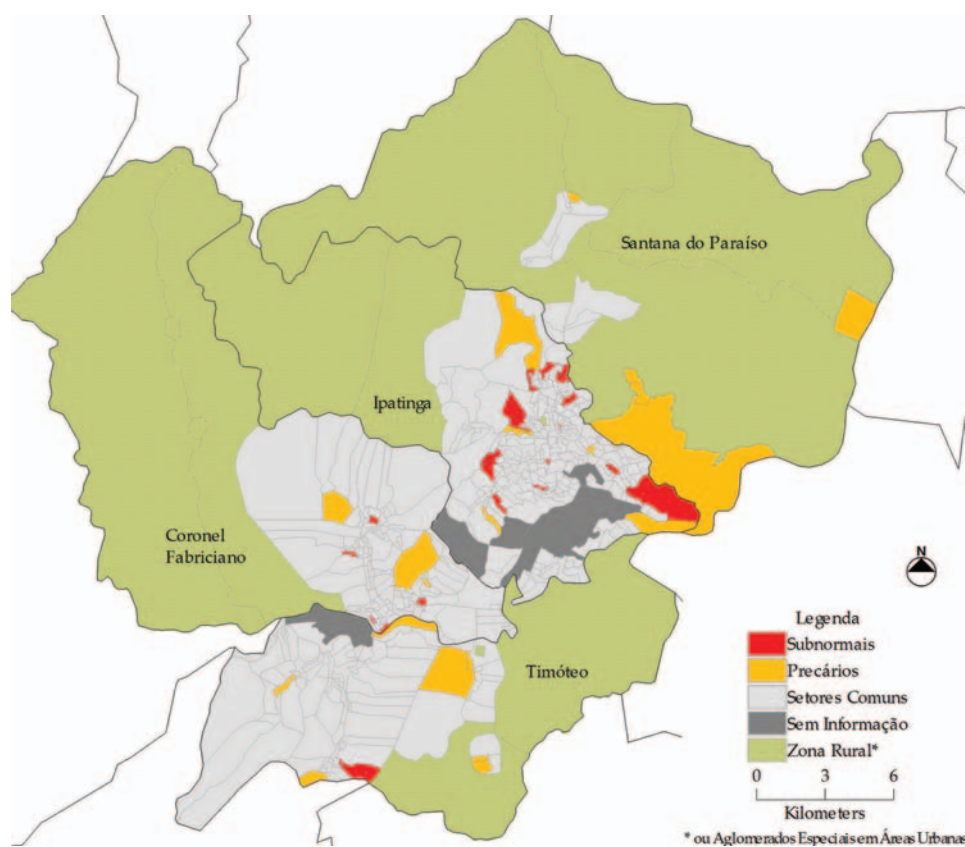 Santana do Paraíso
Ipatinga
Coronel
Fabriciano
Timóteo
N
Legenda
Subnormais
Precários
Setores Comuns
Sem Informação
Zona Rural*
0 3 6
Kilometers
* ou Aglomerados Especiais em Áreas Urbanas